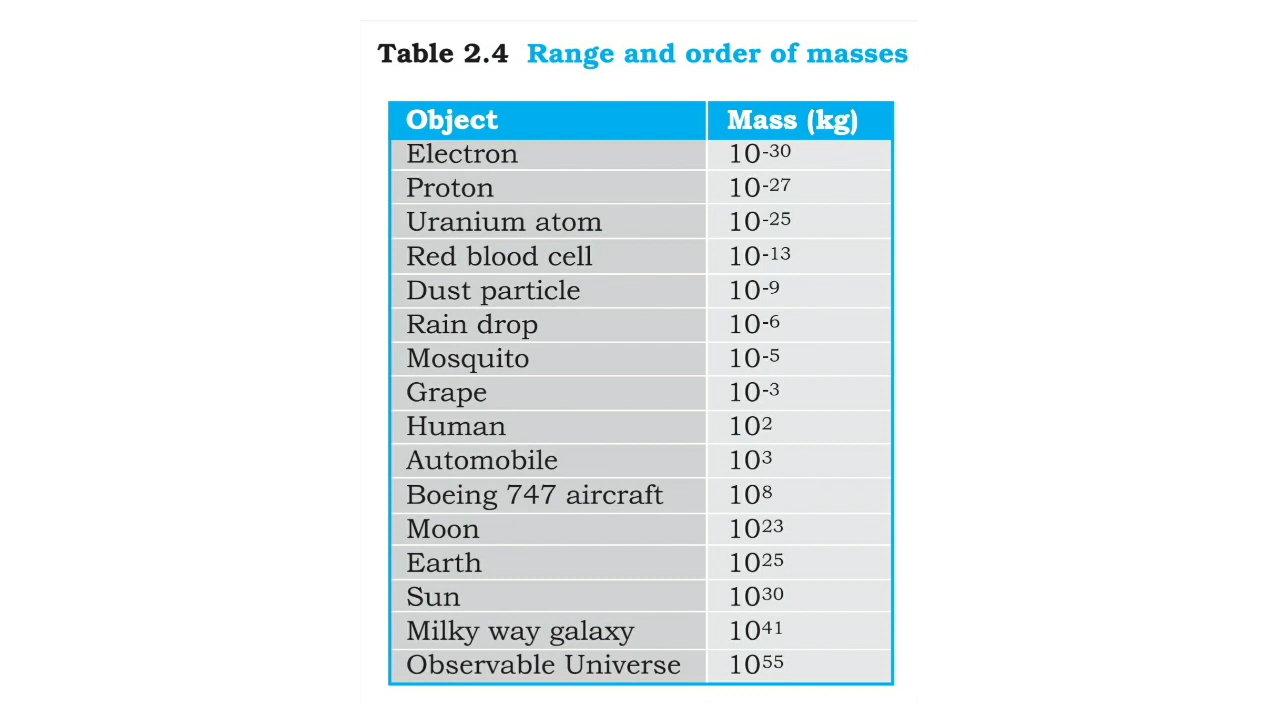 Table 2.4 Range and order of masses
Object Mass (kg)
Electron 10-30
Proton 10-27
Uranium atom 10-25
Red blood cell 10-13
Dust particle 10-9
Rain drop 10-6
Mosquito 10-5
Grape 10-3
Human 10²
Automobile 10³
Boeing 747 aircraft 10⁸
Moon 10²³
Earth 10²⁵
Sun 10³⁰
Milky way galaxy 10⁴¹
Observable Universe 10⁵⁵